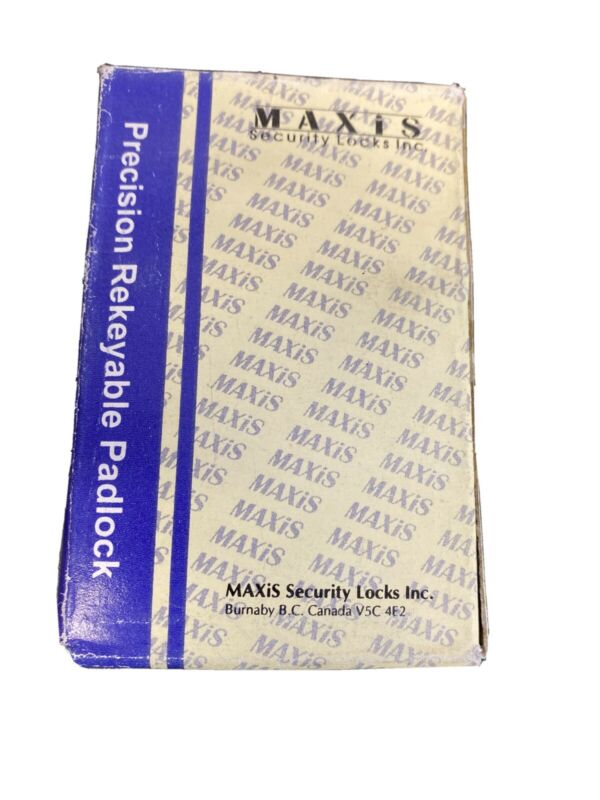 MAXiS
Security Locks Inc.
Precision Rekeyable Padlock
MAXiS Security Locks Inc.
Burnaby B.C. Canada V5C 4E2